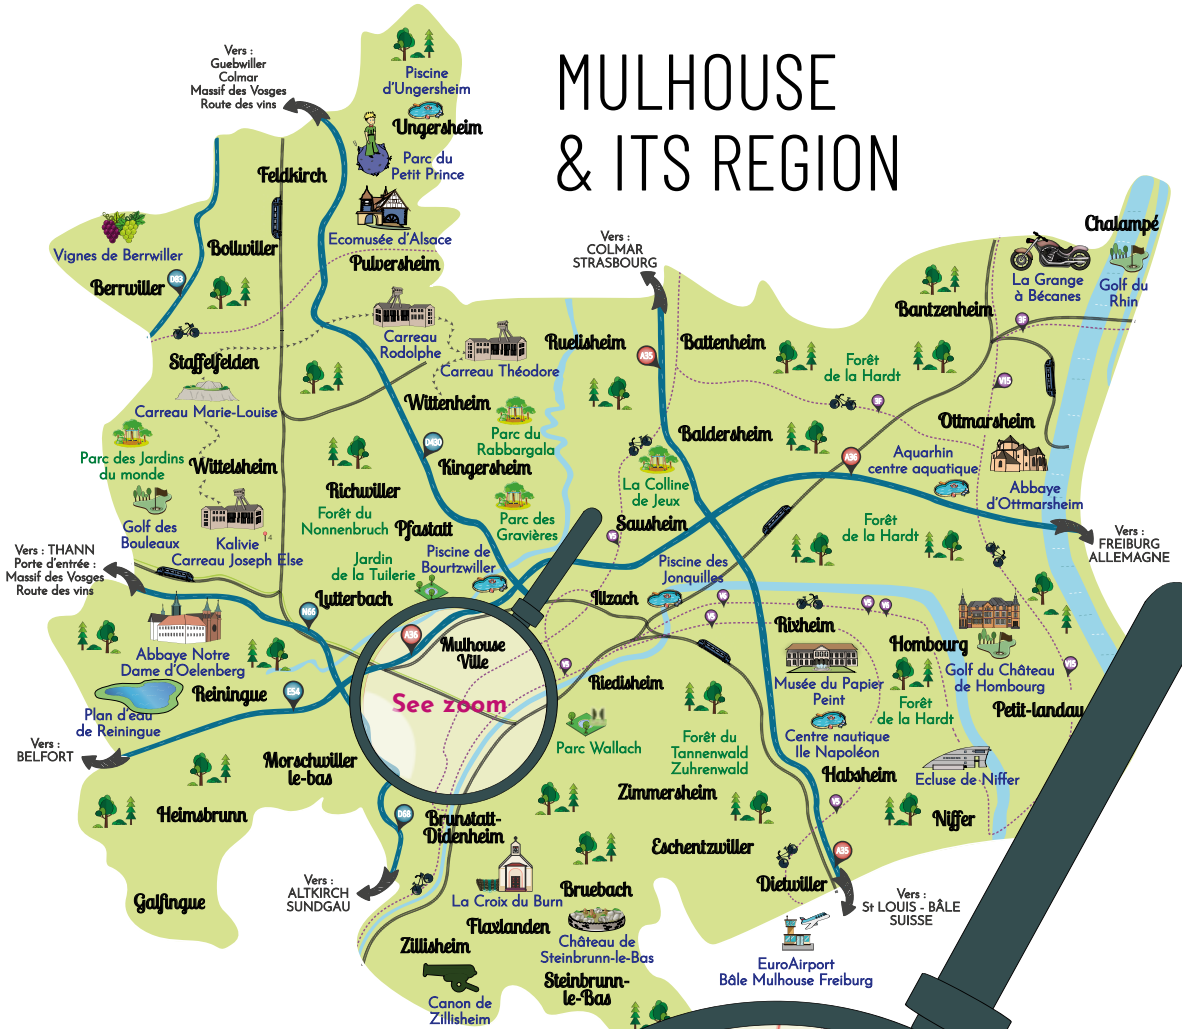 MULHOUSE
& ITS REGION
Vers :
Guebwiller
Colmar
Massif des Vosges
Route des vins
Piscine
d'Ungersheim
Ungersheim
Parc du
Petit Prince
Feldkirch
Ecomusée d'Alsace
Pulversheim
Vignes de Berrwiller
Bollwiller
Berrwiller
D83
Vers :
COLMAR
STRASBOURG
Chalampé
La Grange
à Bécanes
Golf du
Rhin
Bantzenheim
5F
Staffelfelden
Carreau
Rodolphe
Carreau Théodore
Ruelisheim
A35
Battenheim
Forêt
de la Hardt
V15
5F
Carreau Marie-Louise
Wittenheim
Parc du
Rabbargala
Baldersheim
Ottmarsheim
Parc des Jardins
du monde
Wittelsheim
D430
Kingersheim
A36
Aquarhin
centre aquatique
Abbaye
d'Ottmarsheim
Richwiller
La Colline
de Jeux
Golf des
Bouleaux
Kalivie
Carreau Joseph Else
Forêt du
Nonnenbruch
Pfastatt
Parc des
Gravières
Sausheim
V5
Forêt
de la Hardt
Vers :
FREIBURG
ALLEMAGNE
Vers : THANN
Porte d'entrée :
Massif des Vosges
Route des vins
Jardin
de la Tuilerie
Piscine de
Bourtzwiller
Piscine des
Jonquilles
Lutterbach
N66
Illzach
V6
V5
V6
V6
Rixheim
Abbaye Notre
Dame d'Oelenberg
A36
Mulhouse
Ville
V5
Hombourg
Golf du Château
de Hombourg
V15
Reiningue
E54
See zoom
Riedisheim
Musée du Papier
Peint
Forêt
de la Hardt
Petit-landau
Plan d'eau
de Reiningue
Vers :
BELFORT
Parc Wallach
Forêt du
Tannenwald
Zuhrenwald
Centre nautique
Ile Napoléon
Morschwiller
le-bas
Habsheim
Ecluse de Niffer
Heimsbrunn
D68
Brunstatt-
Didenheim
Zimmersheim
V5
Niffer
Eschentzwiller
A35
Vers :
ALTKIRCH
SUNDGAU
La Croix du Burn
Bruebach
Dietwiller
Vers :
St LOUIS - BÂLE
SUISSE
Galfingue
Flaxlanden
Zillisheim
Château de
Steinbrunn-le-Bas
EuroAirport
Bâle Mulhouse Freiburg
Steinbrunn-
le-Bas
Canon de
Zillisheim